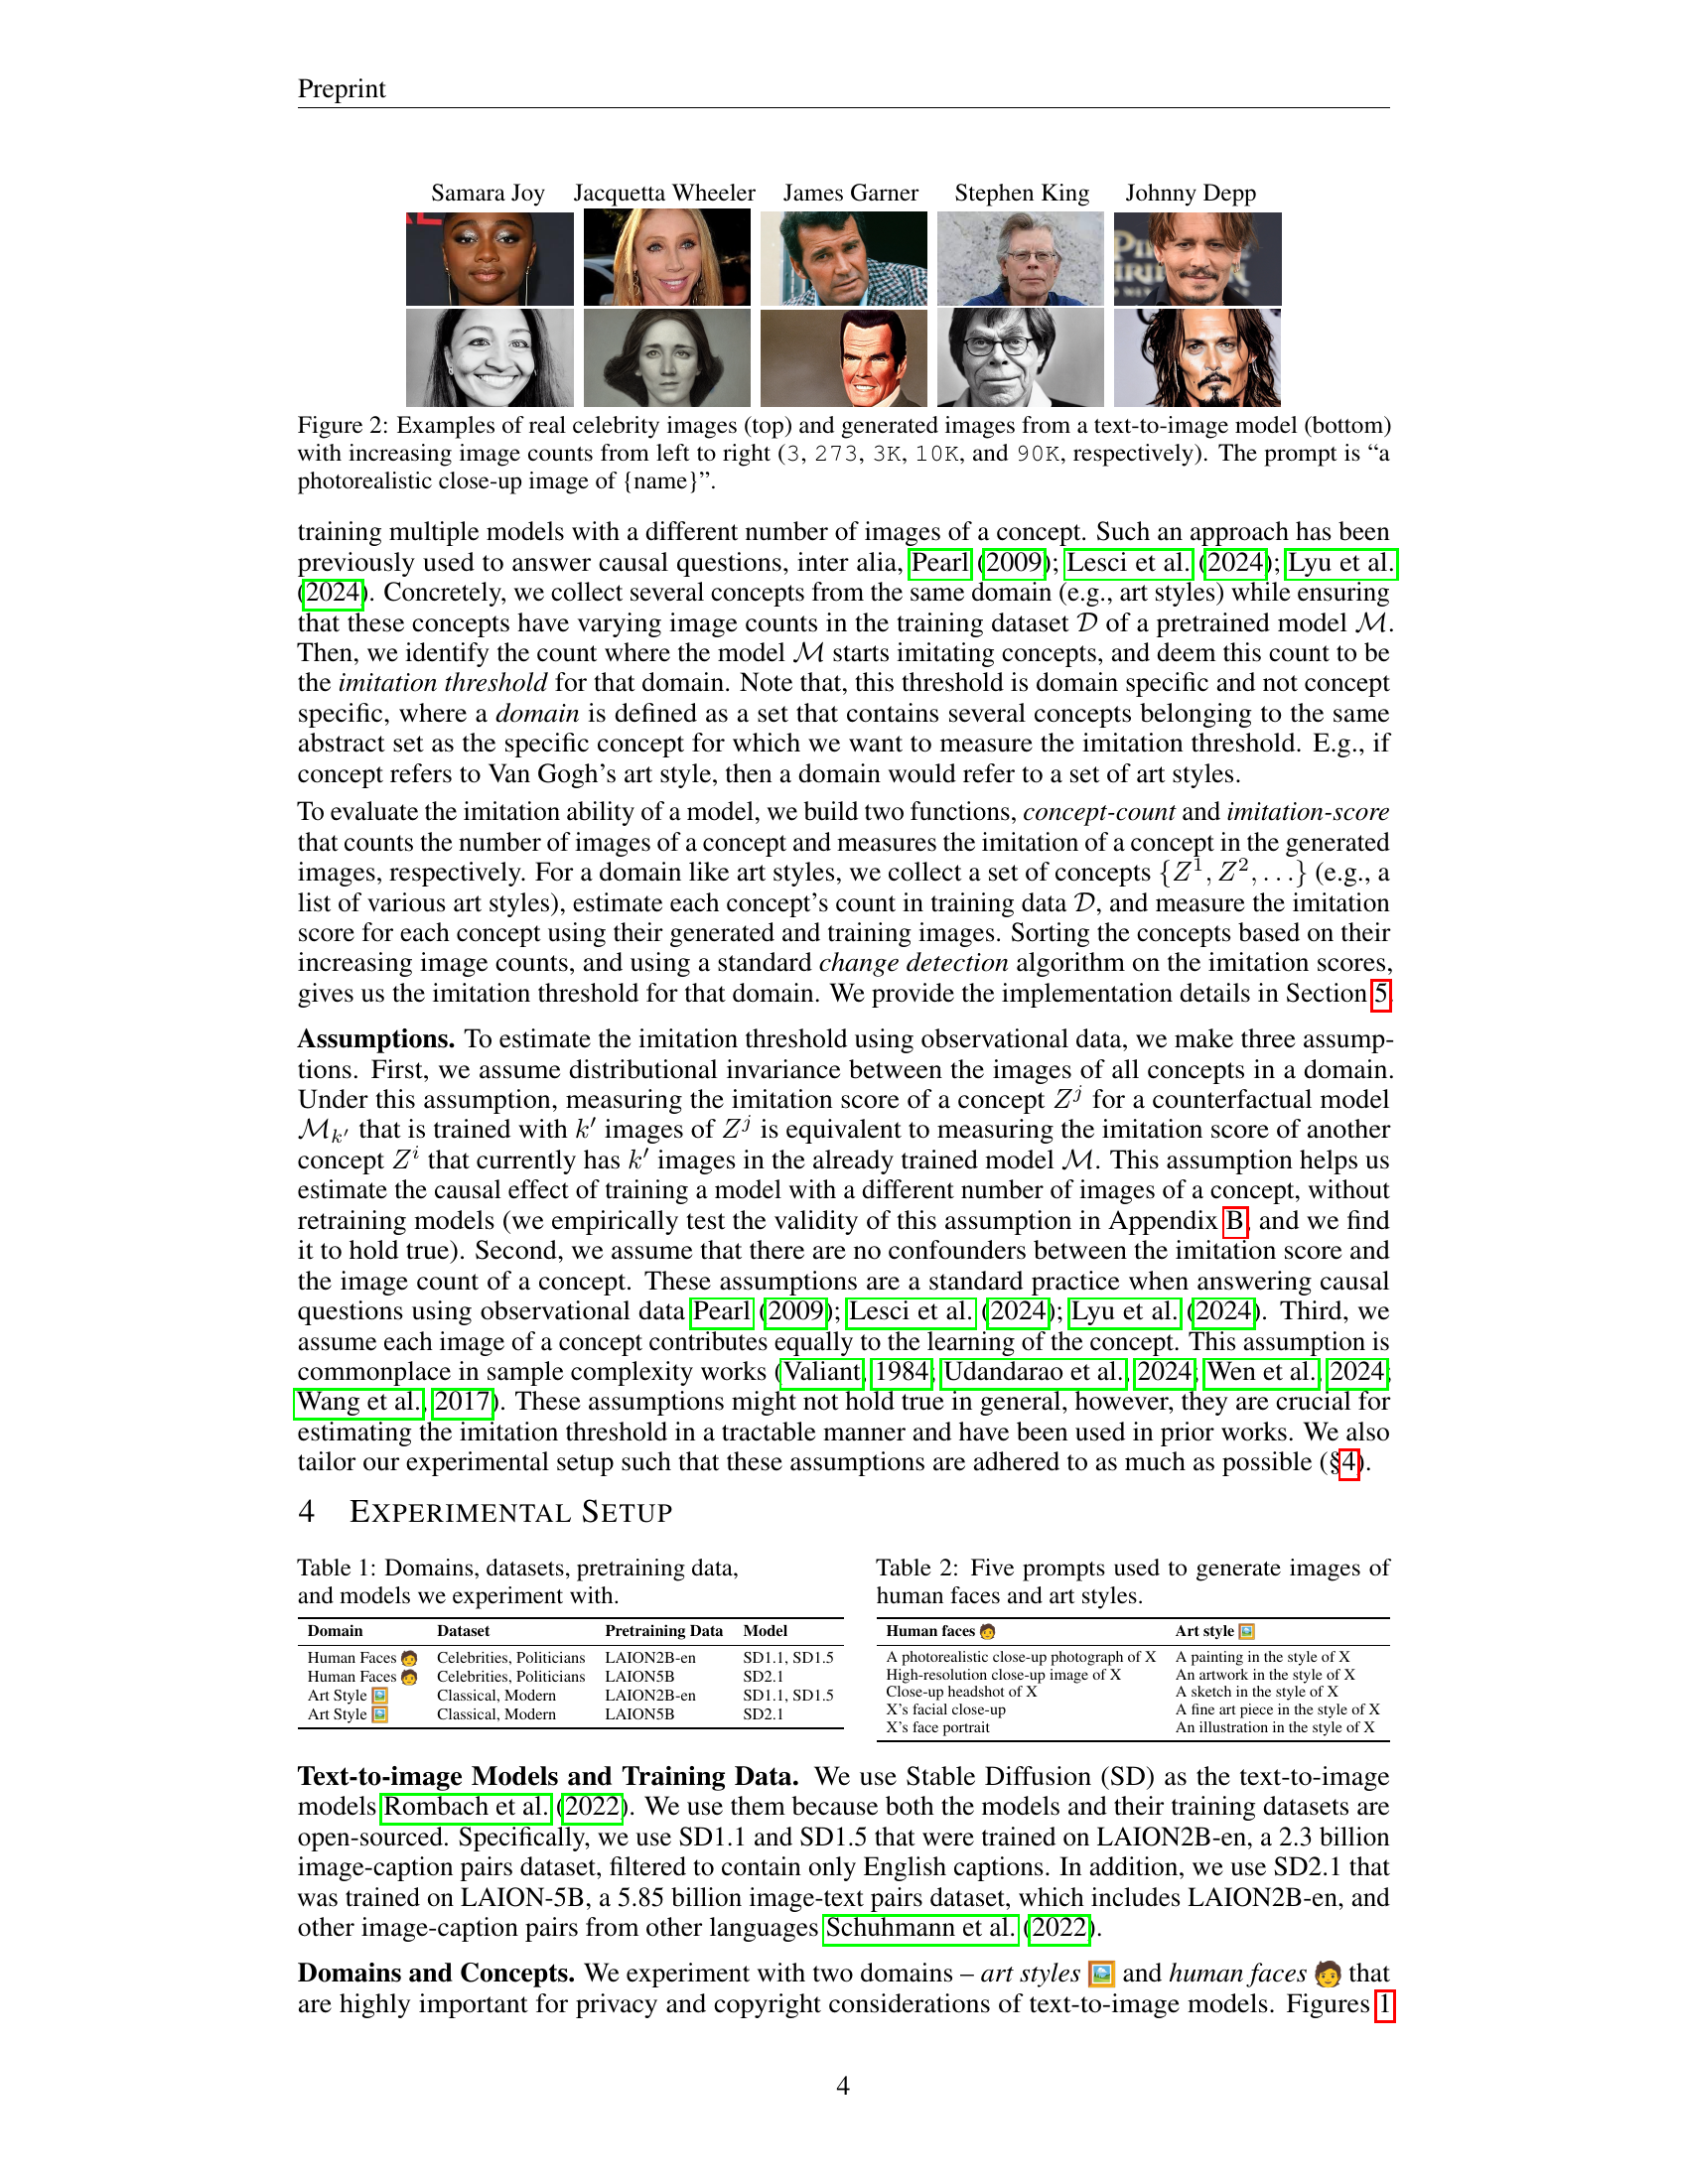 Preprint
Samara Joy Jacquetta Wheeler James Garner Stephen King Johnny Depp
Figure 2: Examples of real celebrity images (top) and generated images from a text-to-image model (bottom)
with increasing image counts from left to right (3, 273, 3K, 10K, and 90K, respectively). The prompt is “a
photorealistic close-up image of {name}”.
training multiple models with a different number of images of a concept. Such an approach has been
previously used to answer causal questions, inter alia, Pearl (2009); Lesci et al. (2024); Lyu et al.
(2024). Concretely, we collect several concepts from the same domain (e.g., art styles) while ensuring
that these concepts have varying image counts in the training dataset 𝒟 of a pretrained model ℳ.
Then, we identify the count where the model ℳ starts imitating concepts, and deem this count to be
the imitation threshold for that domain. Note that, this threshold is domain specific and not concept
specific, where a domain is defined as a set that contains several concepts belonging to the same
abstract set as the specific concept for which we want to measure the imitation threshold. E.g., if
concept refers to Van Gogh’s art style, then a domain would refer to a set of art styles.
To evaluate the imitation ability of a model, we build two functions, concept-count and imitation-score
that counts the number of images of a concept and measures the imitation of a concept in the generated
images, respectively. For a domain like art styles, we collect a set of concepts {Z¹, Z², . . .} (e.g., a
list of various art styles), estimate each concept’s count in training data 𝒟, and measure the imitation
score for each concept using their generated and training images. Sorting the concepts based on their
increasing image counts, and using a standard change detection algorithm on the imitation scores,
gives us the imitation threshold for that domain. We provide the implementation details in Section 5.
Assumptions. To estimate the imitation threshold using observational data, we make three assump-
tions. First, we assume distributional invariance between the images of all concepts in a domain.
Under this assumption, measuring the imitation score of a concept Zʲ for a counterfactual model
ℳₖ′ that is trained with k′ images of Zʲ is equivalent to measuring the imitation score of another
concept Zⁱ that currently has k′ images in the already trained model ℳ. This assumption helps us
estimate the causal effect of training a model with a different number of images of a concept, without
retraining models (we empirically test the validity of this assumption in Appendix B, and we find
it to hold true). Second, we assume that there are no confounders between the imitation score and
the image count of a concept. These assumptions are a standard practice when answering causal
questions using observational data Pearl (2009); Lesci et al. (2024); Lyu et al. (2024). Third, we
assume each image of a concept contributes equally to the learning of the concept. This assumption is
commonplace in sample complexity works (Valiant, 1984; Udandarao et al., 2024; Wen et al., 2024;
Wang et al., 2017). These assumptions might not hold true in general, however, they are crucial for
estimating the imitation threshold in a tractable manner and have been used in prior works. We also
tailor our experimental setup such that these assumptions are adhered to as much as possible (§4).
4 EXPERIMENTAL SETUP
Table 1: Domains, datasets, pretraining data,
and models we experiment with.
Domain Dataset Pretraining Data Model
Human Faces 🧑 Celebrities, Politicians LAION2B-en SD1.1, SD1.5
Human Faces 🧑 Celebrities, Politicians LAION5B SD2.1
Art Style 🖼️ Classical, Modern LAION2B-en SD1.1, SD1.5
Art Style 🖼️ Classical, Modern LAION5B SD2.1
Table 2: Five prompts used to generate images of
human faces and art styles.
Human faces 🧑 Art style 🖼️
A photorealistic close-up photograph of X A painting in the style of X
High-resolution close-up image of X An artwork in the style of X
Close-up headshot of X A sketch in the style of X
X’s facial close-up A fine art piece in the style of X
X’s face portrait An illustration in the style of X
Text-to-image Models and Training Data. We use Stable Diffusion (SD) as the text-to-image
models Rombach et al. (2022). We use them because both the models and their training datasets are
open-sourced. Specifically, we use SD1.1 and SD1.5 that were trained on LAION2B-en, a 2.3 billion
image-caption pairs dataset, filtered to contain only English captions. In addition, we use SD2.1 that
was trained on LAION-5B, a 5.85 billion image-text pairs dataset, which includes LAION2B-en, and
other image-caption pairs from other languages Schuhmann et al. (2022).
Domains and Concepts. We experiment with two domains – art styles 🖼️ and human faces 🧑 that
are highly important for privacy and copyright considerations of text-to-image models. Figures 1
4